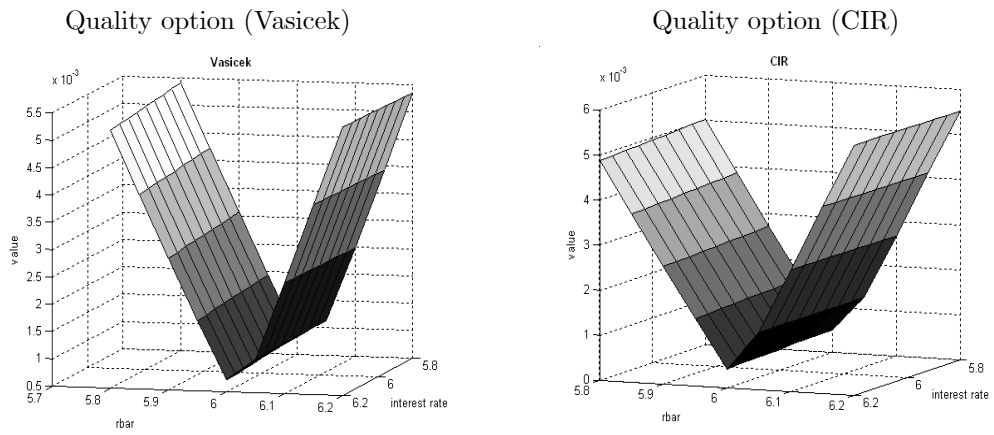 Quality option (Vasicek)
Vasicek
x 10-3
5.5
5
4.5
4
3.5
3
2.5
2
1.5
1
0.5
value
5.7
5.8
5.9
6
6.1
6.2
rbar
6.2
6
5.8
interest rate
Quality option (CIR)
CIR
x 10-3
6
5
4
3
2
1
0
value
5.8
5.9
6
6.1
6.2
rbar
6.2
6
5.8
interest rate